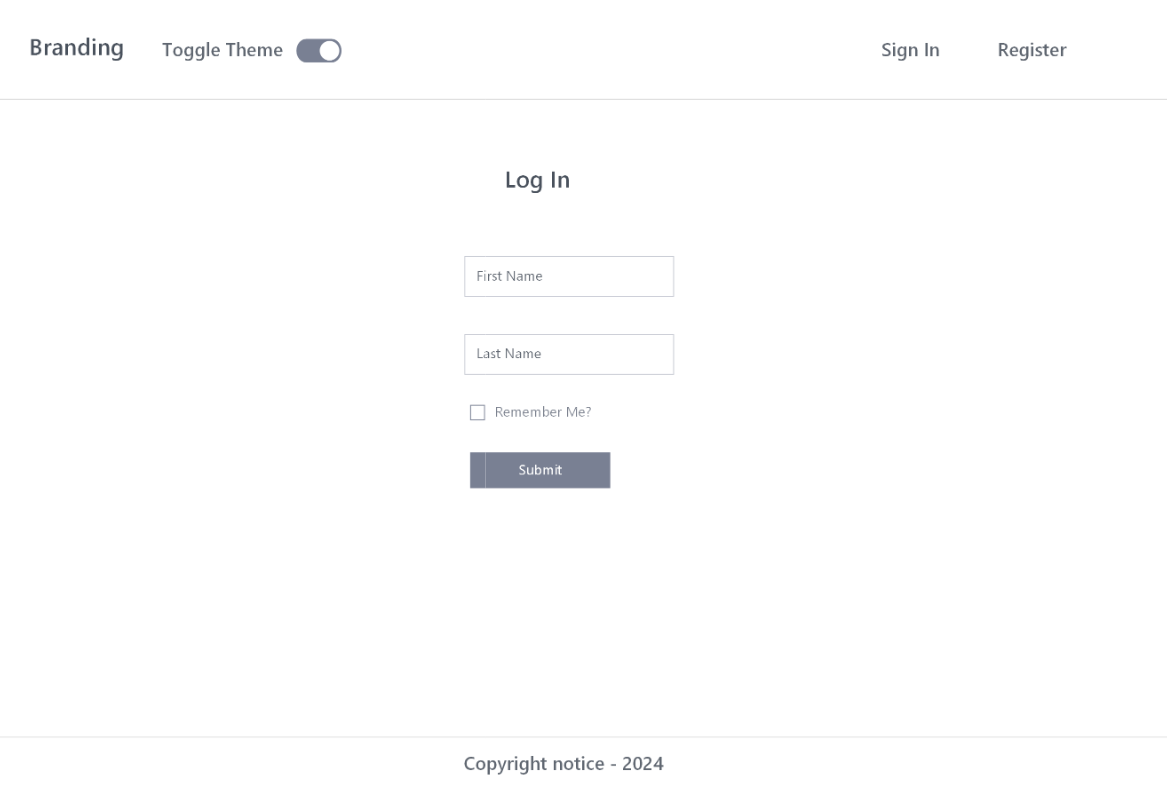 Branding Toggle Theme Sign In Register
Log In
First Name
Last Name
Remember Me?
Submit
Copyright notice - 2024